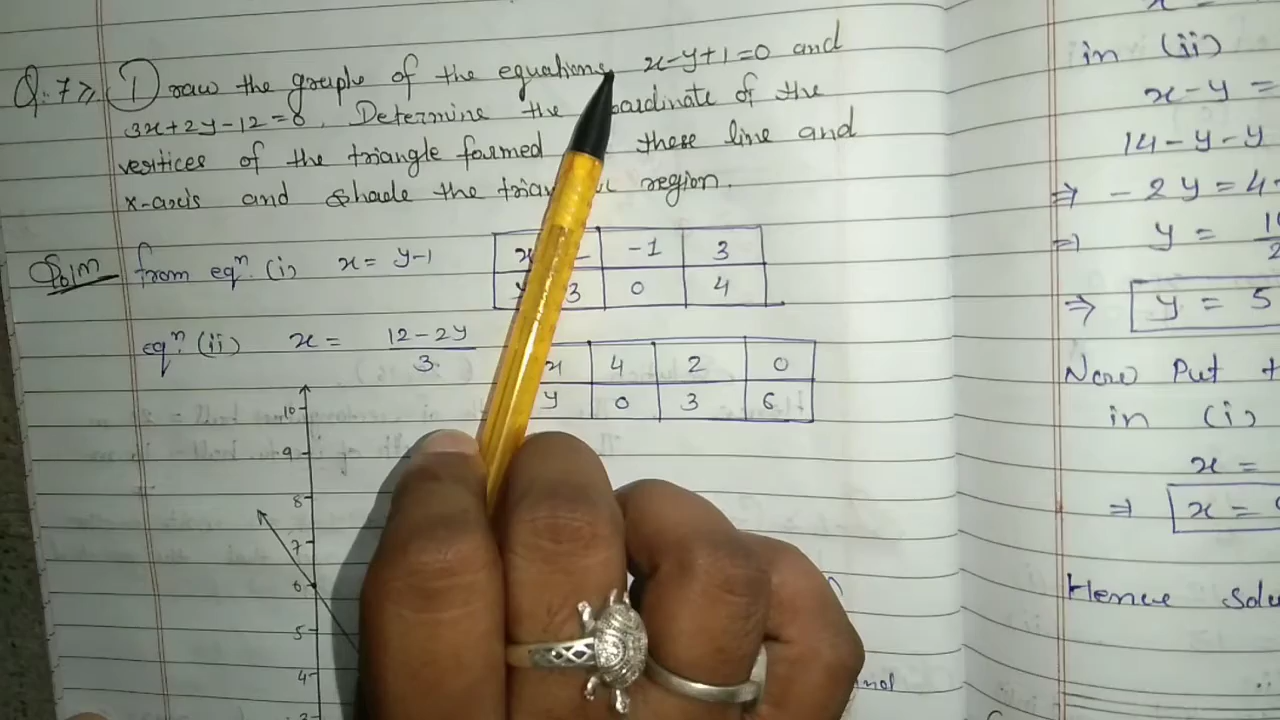 Q.7⇒ Draw the graph of the equations x-y+1=0 and
3x+2y-12=0. Determine the coordinate of the
vertices of the triangle formed these line and
x-axis and shade the region.
Soln from eqⁿ. (i) x = y-1
x -1 3
3 0 4
eqⁿ. (ii) x = 12-2y / 3
x 4 2 0
y 0 3 6
10
9
8
7
6
5
4
3
in (ii)
x-y =
14-y-y
⇒ -2y = 4
⇒ y =
⇒ y = 5
Now Put
in (i)
x =
⇒ x =
Hence